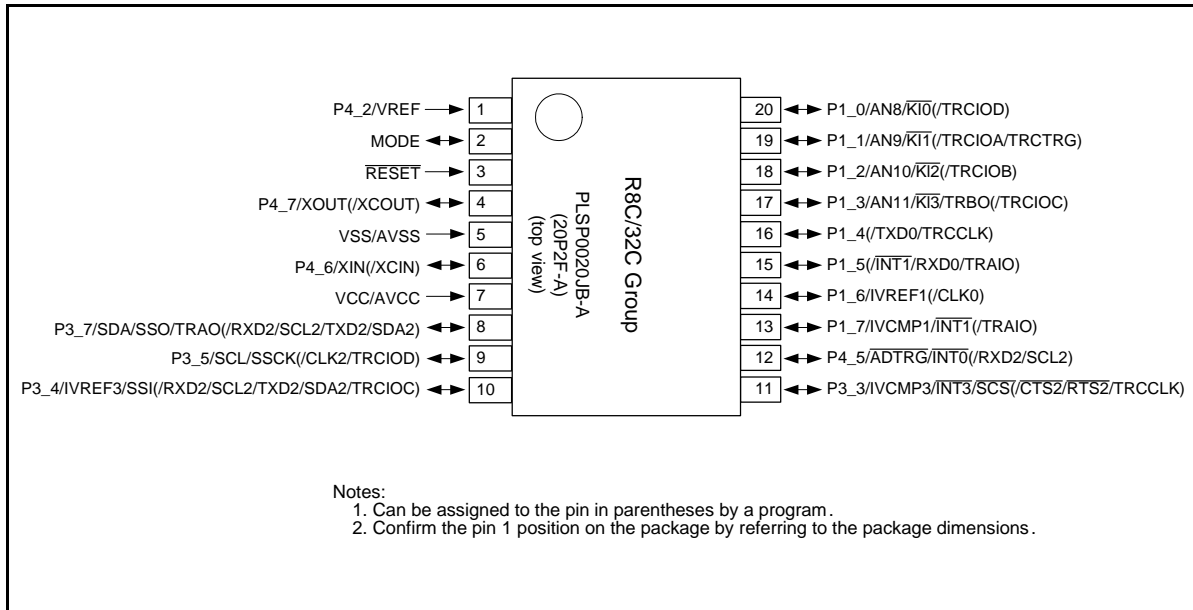 P4_2/VREF 1
MODE 2
RESET 3
P4_7/XOUT(/XCOUT) 4
VSS/AVSS 5
P4_6/XIN(/XCIN) 6
VCC/AVCC 7
P3_7/SDA/SSO/TRAO(/RXD2/SCL2/TXD2/SDA2) 8
P3_5/SCL/SSCK(/CLK2/TRCIOD) 9
P3_4/IVREF3/SSI(/RXD2/SCL2/TXD2/SDA2/TRCIOC) 10
R8C/32C Group
PLSP0020JB-A
(20P2F-A)
(top view)
20 P1_0/AN8/KI0(/TRCIOD)
19 P1_1/AN9/KI1(/TRCIOA/TRCTRG)
18 P1_2/AN10/KI2(/TRCIOB)
17 P1_3/AN11/KI3/TRBO(/TRCIOC)
16 P1_4(/TXD0/TRCCLK)
15 P1_5(/INT1/RXD0/TRAIO)
14 P1_6/IVREF1(/CLK0)
13 P1_7/IVCMP1/INT1(/TRAIO)
12 P4_5/ADTRG/INT0(/RXD2/SCL2)
11 P3_3/IVCMP3/INT3/SCS(/CTS2/RTS2/TRCCLK)
Notes:
1. Can be assigned to the pin in parentheses by a program.
2. Confirm the pin 1 position on the package by referring to the package dimensions.